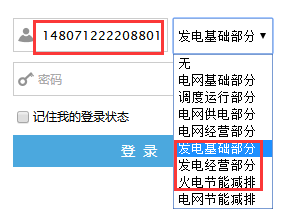 148071222208801
发电基础部分
密码
记住我的登录状态
登 录
无
电网基础部分
调度运行部分
电网供电部分
电网经营部分
发电基础部分
发电经营部分
火电节能减排
电网节能减排